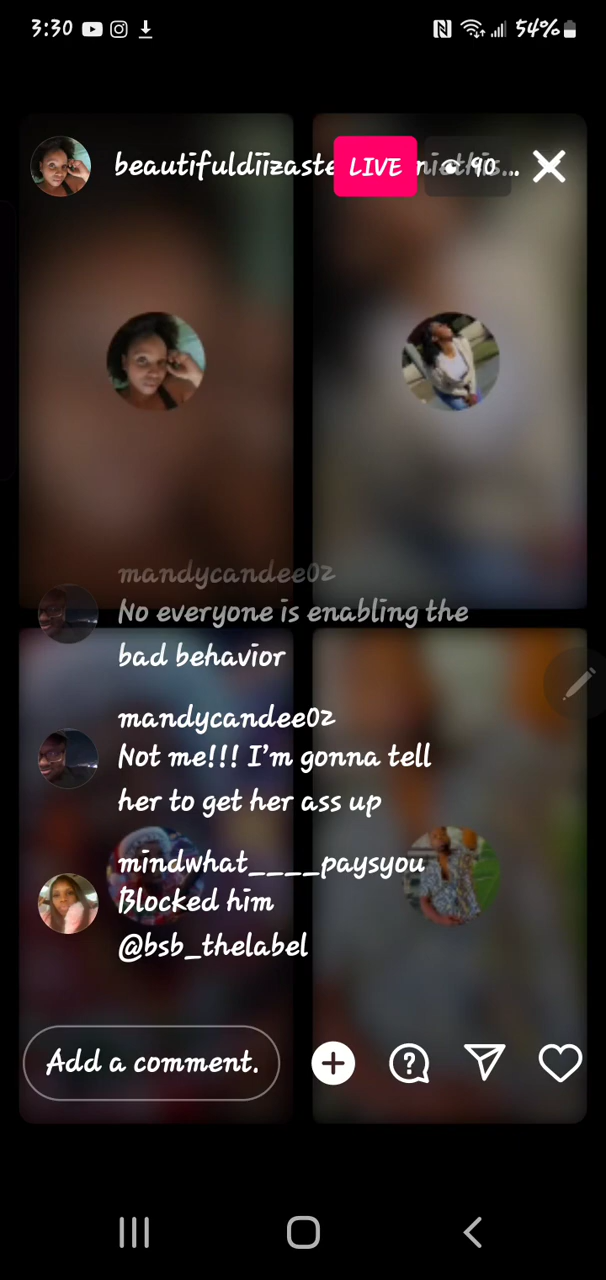 3:30 54%
beautifuldiizaste LIVE 90
mandycandee02
No everyone is enabling the
bad behavior
mandycandee02
Not me!!! I'm gonna tell
her to get her ass up
mindwhat____paysyou
Blocked him
@bsb_thelabel
Add a comment.